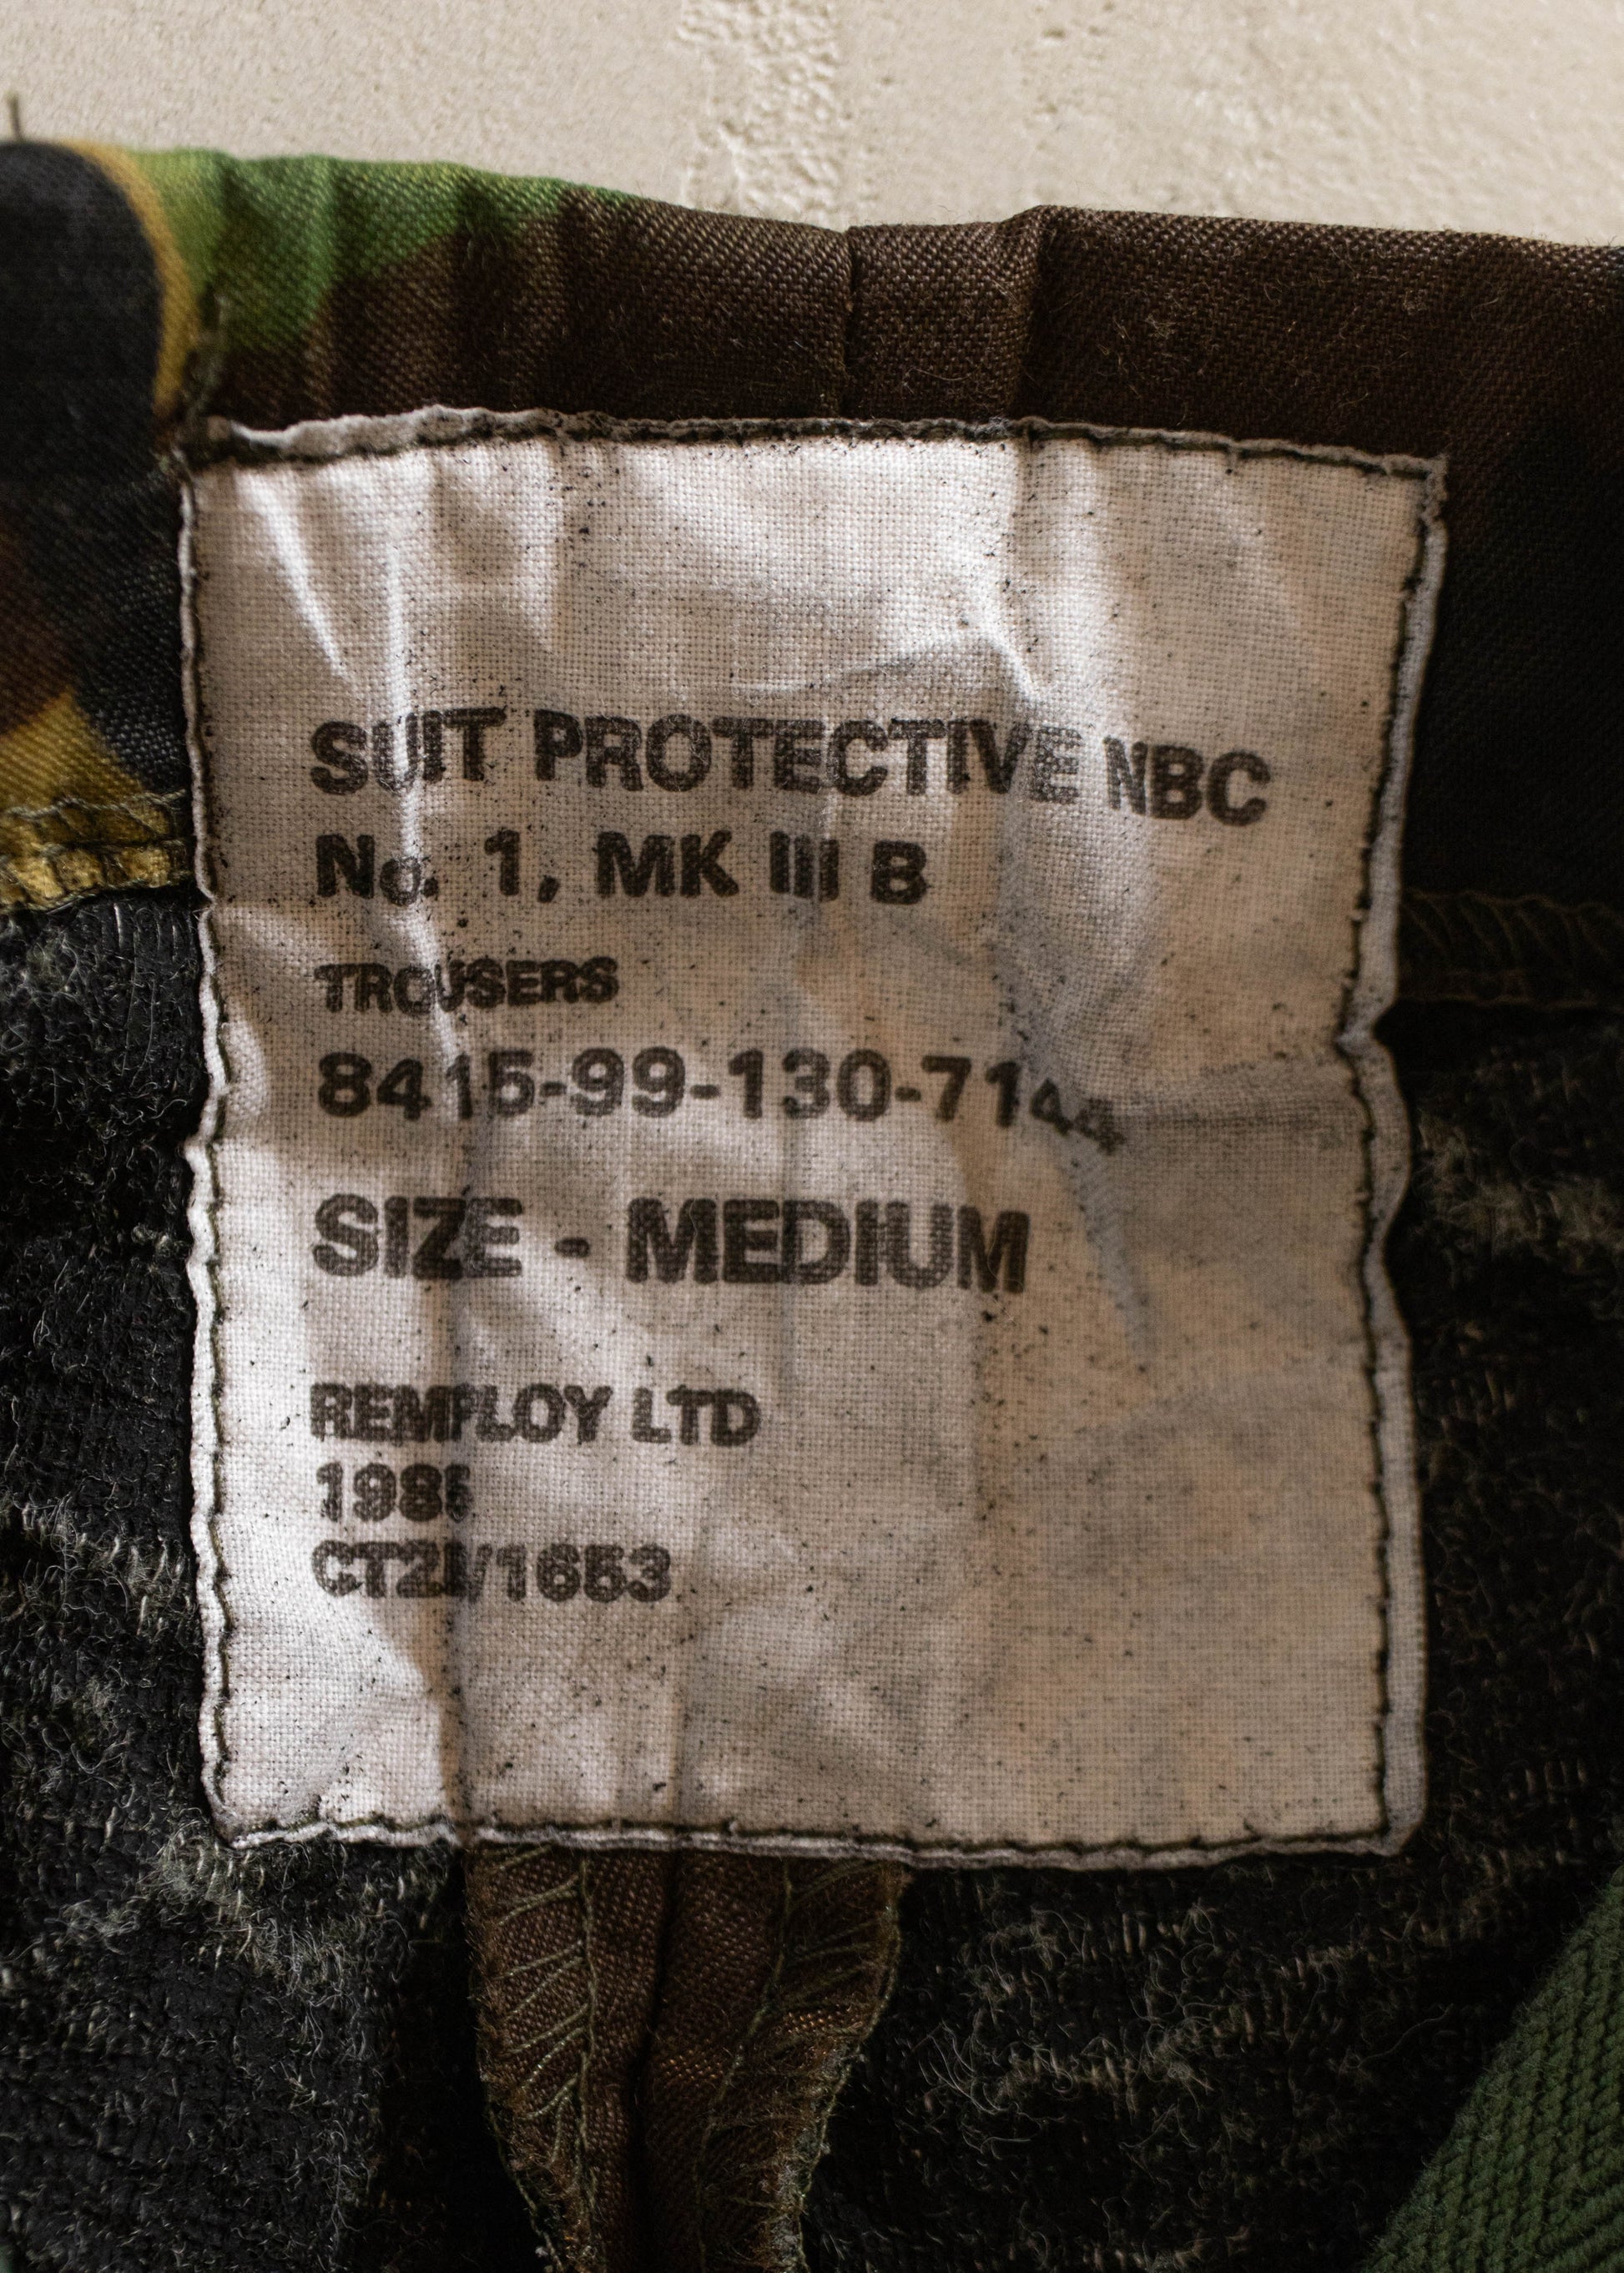 SUIT PROTECTIVE NBC
No. 1, MK III B
TROUSERS
8415-99-130-7144
SIZE - MEDIUM
REMPLOY LTD
1985